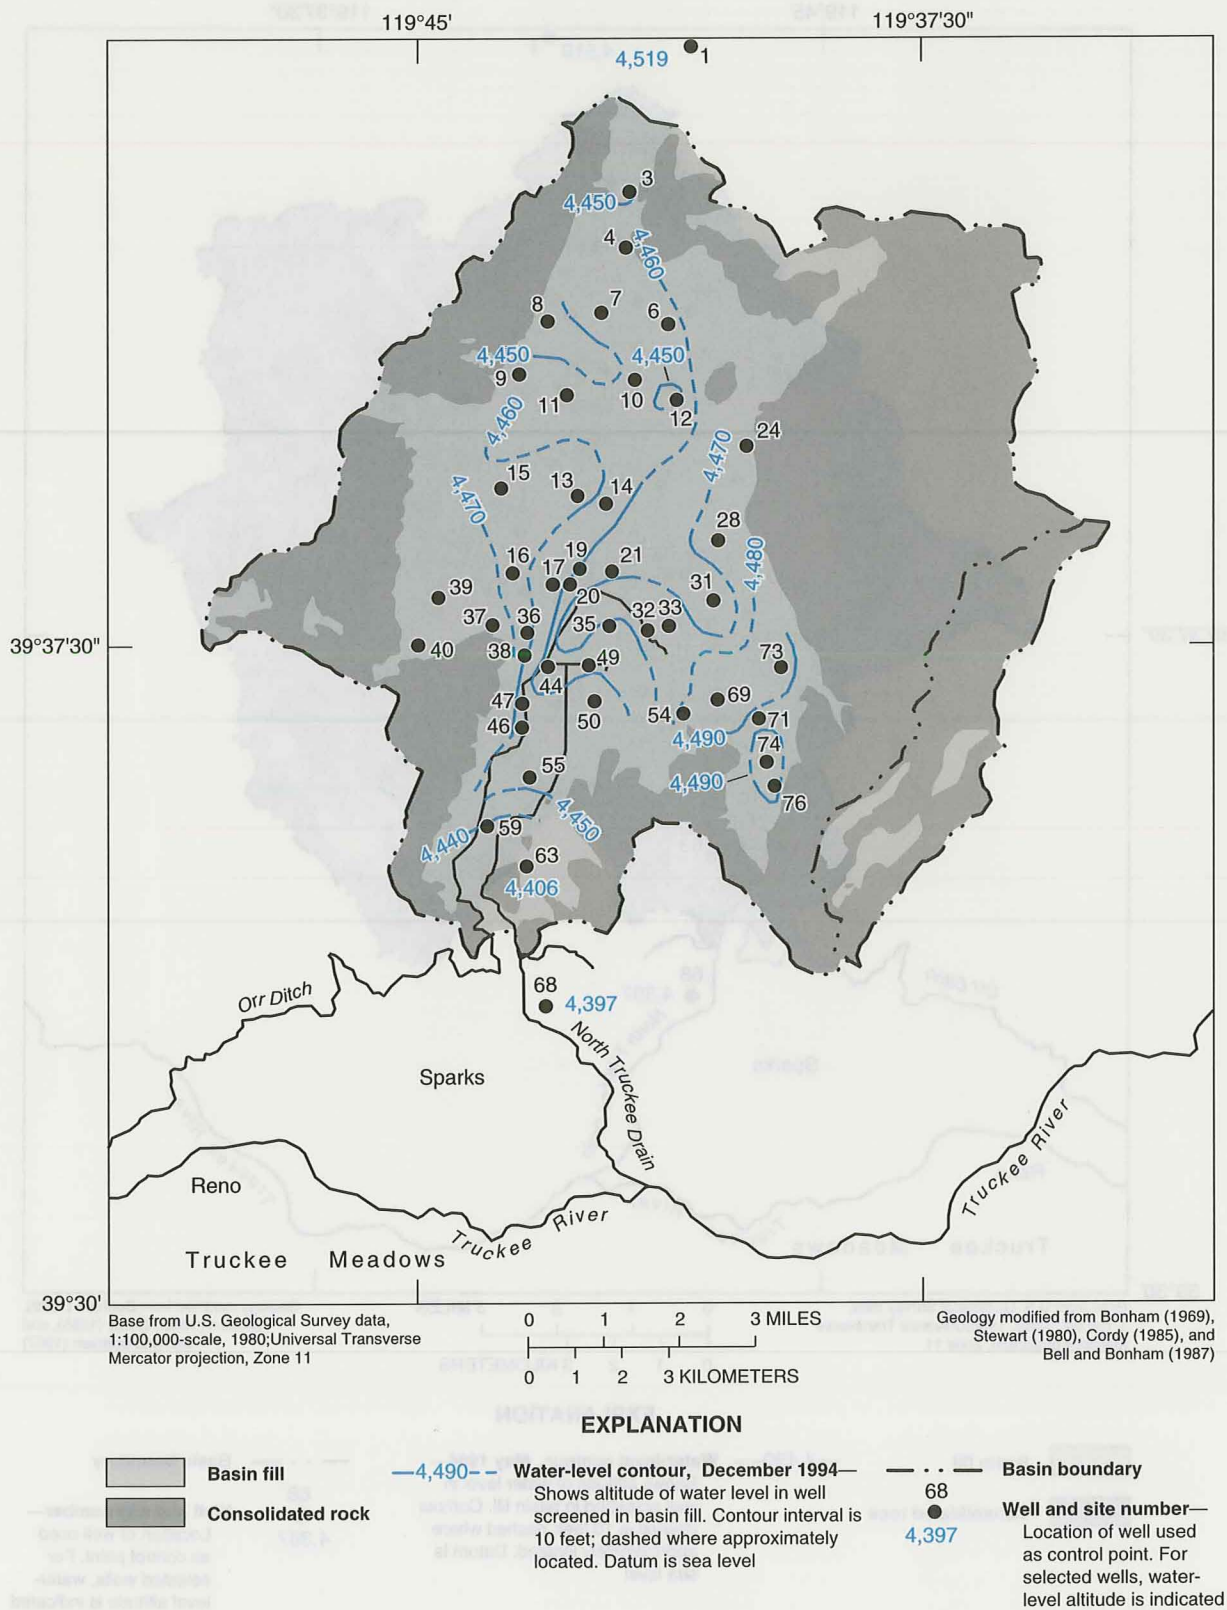 119°45' 119°37'30"
4,519 1
3
4,450
4 4,460
8 7 6
4,450 4,450
9 10
11 12
4,460 24
4,470
15 13 14
4,470 28
4,480
16 17 19 21
39 20 31
37 36 35 32 33
39°37'30" 40 38 49 73
44
47 50 54 69 71
46 4,490
74
55 4,490
76
4,450
59
4,440 63
4,406
68 4,397
Orr Ditch
North Truckee Drain
Sparks
Truckee River
Reno
Truckee River
Truckee Meadows
39°30'
Base from U.S. Geological Survey data,
1:100,000-scale, 1980;Universal Transverse
Mercator projection, Zone 11
0 1 2 3 MILES
0 1 2 3 KILOMETERS
Geology modified from Bonham (1969),
Stewart (1980), Cordy (1985), and
Bell and Bonham (1987)
EXPLANATION
Basin fill
Consolidated rock
4,490 Water-level contour, December 1994—
Shows altitude of water level in well
screened in basin fill. Contour interval is
10 feet; dashed where approximately
located. Datum is sea level
Basin boundary
68
4,397
Well and site number—
Location of well used
as control point. For
selected wells, water-
level altitude is indicated